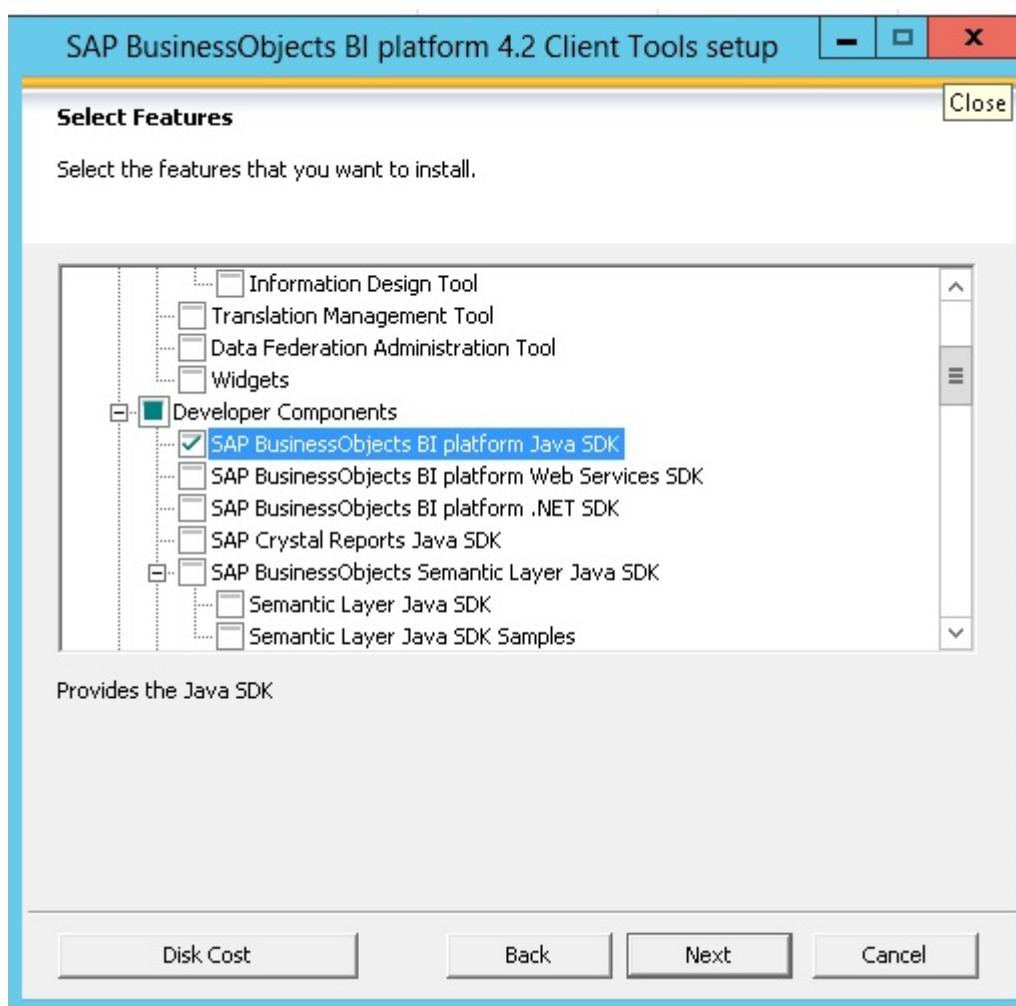 SAP BusinessObjects BI platform 4.2 Client Tools setup
Close
Select Features
Select the features that you want to install.
Information Design Tool
Translation Management Tool
Data Federation Administration Tool
Widgets
Developer Components
SAP BusinessObjects BI platform Java SDK
SAP BusinessObjects BI platform Web Services SDK
SAP BusinessObjects BI platform .NET SDK
SAP Crystal Reports Java SDK
SAP BusinessObjects Semantic Layer Java SDK
Semantic Layer Java SDK
Semantic Layer Java SDK Samples
Provides the Java SDK
Disk Cost Back Next Cancel